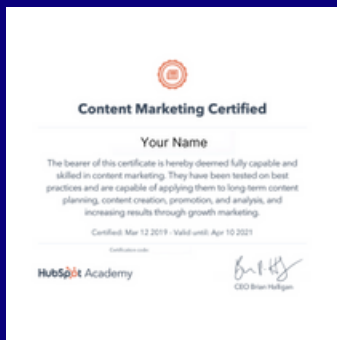 Content Marketing Certified
Your Name
The bearer of this certificate is hereby deemed fully capable and
skilled in content marketing. They have been tested on best
practices and are capable of applying them to long-term content
planning, content creation, promotion, and analysis, and
increasing results through growth marketing.
Certified: Mar 12 2019 - Valid until: Apr 10 2021
Certification code:
HubSpot Academy
CEO Brian Halligan